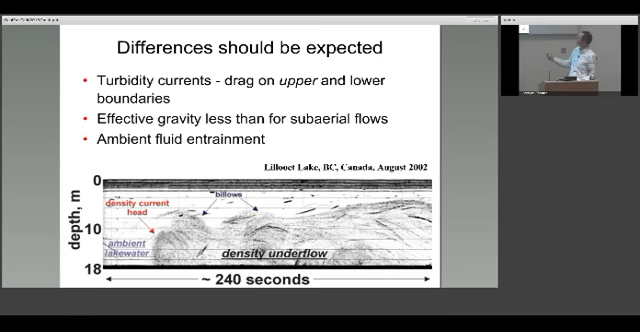 Differences should be expected
• Turbidity currents - drag on upper and lower
boundaries
• Effective gravity less than for subaerial flows
• Ambient fluid entrainment
Lillooet Lake, BC, Canada, August 2002
0
billows
density current
head
depth, m
10
ambient
lakewater
density underflow
18
~ 240 seconds